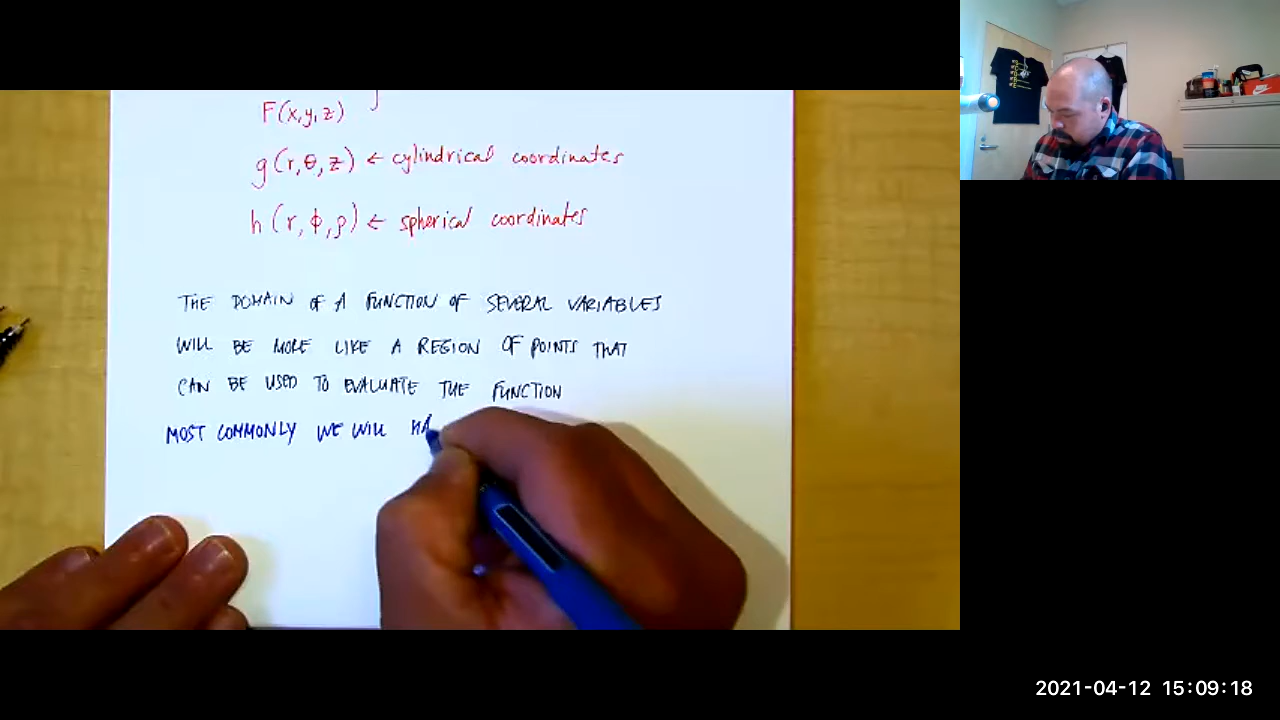 F(x,y,z)
g(r,θ,z) ← cylindrical coordinates
h(r,ϕ,ρ) ← spherical coordinates
THE DOMAIN OF A FUNCTION OF SEVERAL VARIABLES
WILL BE MORE LIKE A REGION OF POINTS THAT
CAN BE USED TO EVALUATE THE FUNCTION
MOST COMMONLY WE WILL HA
2021-04-12 15:09:18